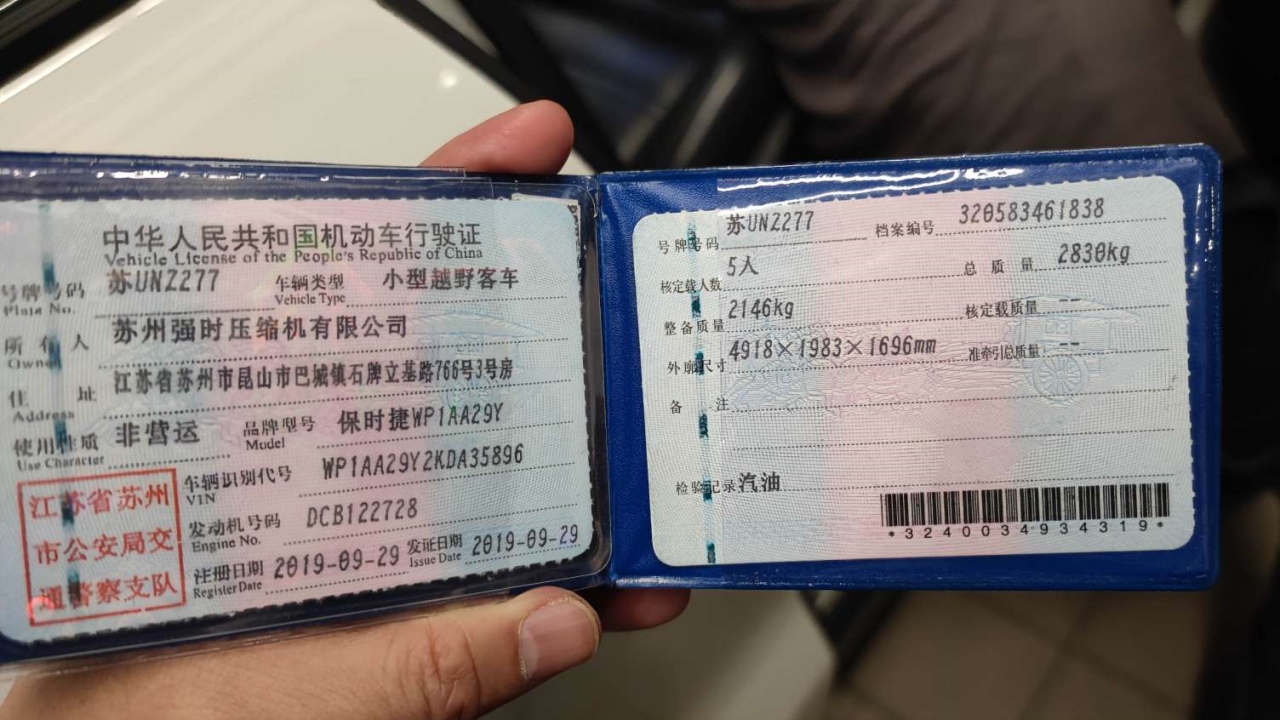 中华人民共和国机动车行驶证
Vehicle License of the People's Republic of China
号牌号码 苏UNZ277 车辆类型 小型越野客车
Plate No. Vehicle Type
所有人 苏州强时压缩机有限公司
Owner
住址 江苏省苏州市昆山市巴城镇石牌立基路766号3号房
Address
使用性质 非营运 品牌型号 保时捷WP1AA29Y
Use Character Model
车辆识别代号 WP1AA29Y2KDA35896
VIN
发动机号码 DCB122728
Engine No.
注册日期 2019-09-29 发证日期 2019-09-29
Register Date Issue Date
江苏省苏州
市公安局交
通警察支队
号牌号码 苏UNZ277 档案编号 320583461838
核定载人数 5人 总质量 2830kg
整备质量 2146kg 核定载质量 --
外廓尺寸 4918×1983×1696mm 准牵引总质量 --
备注
检验记录 汽油
*3240034934319*